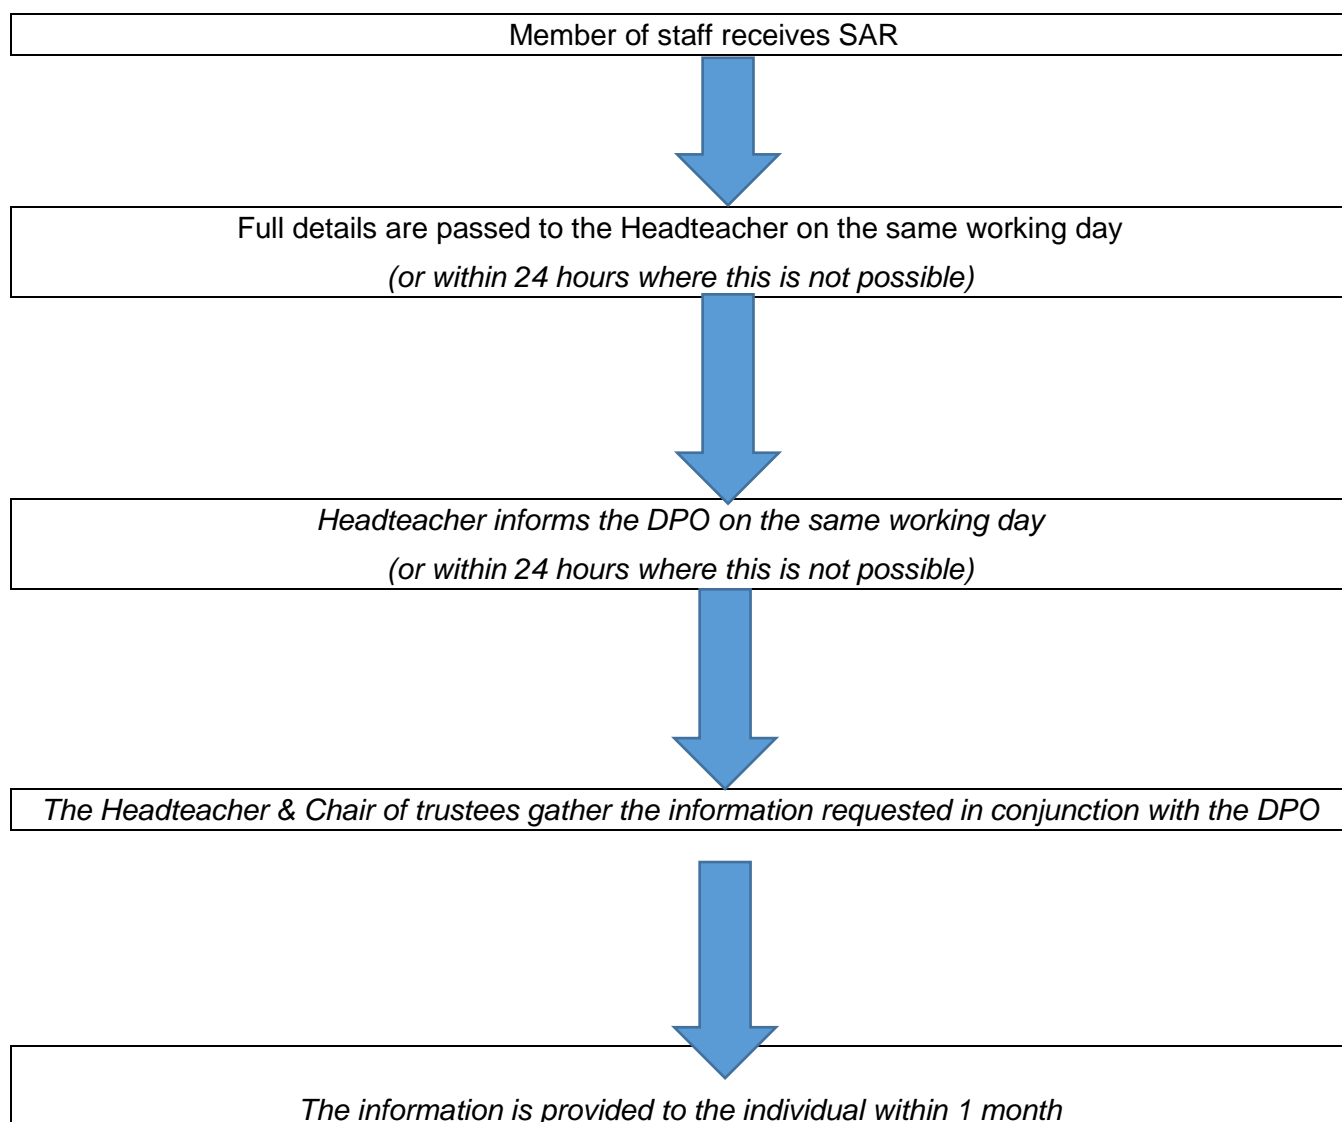 Member of staff receives SAR
Full details are passed to the Headteacher on the same working day
(or within 24 hours where this is not possible)
Headteacher informs the DPO on the same working day
(or within 24 hours where this is not possible)
The Headteacher & Chair of trustees gather the information requested in conjunction with the DPO
The information is provided to the individual within 1 month